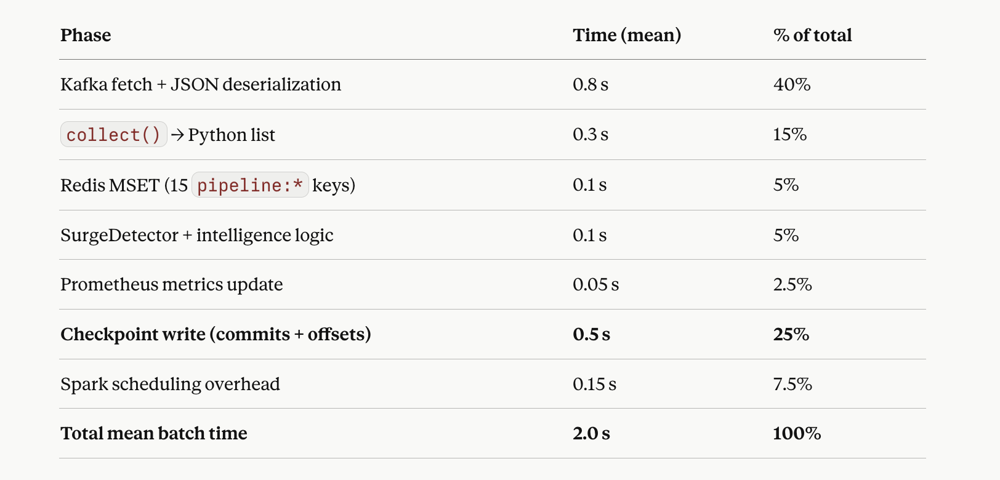 Phase Time (mean) % of total
Kafka fetch + JSON deserialization 0.8 s 40%
collect() → Python list 0.3 s 15%
Redis MSET (15 pipeline:* keys) 0.1 s 5%
SurgeDetector + intelligence logic 0.1 s 5%
Prometheus metrics update 0.05 s 2.5%
Checkpoint write (commits + offsets) 0.5 s 25%
Spark scheduling overhead 0.15 s 7.5%
Total mean batch time 2.0 s 100%